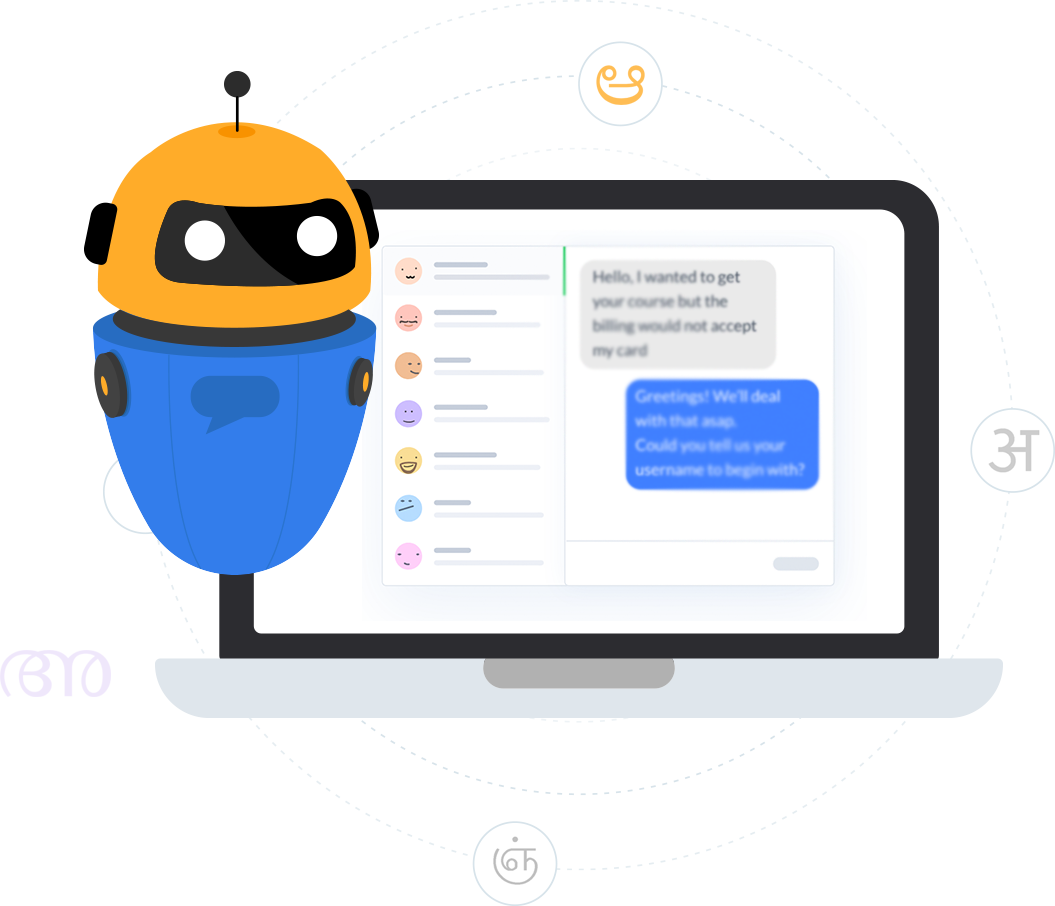 Hello, I wanted to get
your course but the
billing would not accept
my card
Greetings! We'll deal
with that asap.
Could you tell us your
username to begin with?
अ
അ
ஞ்